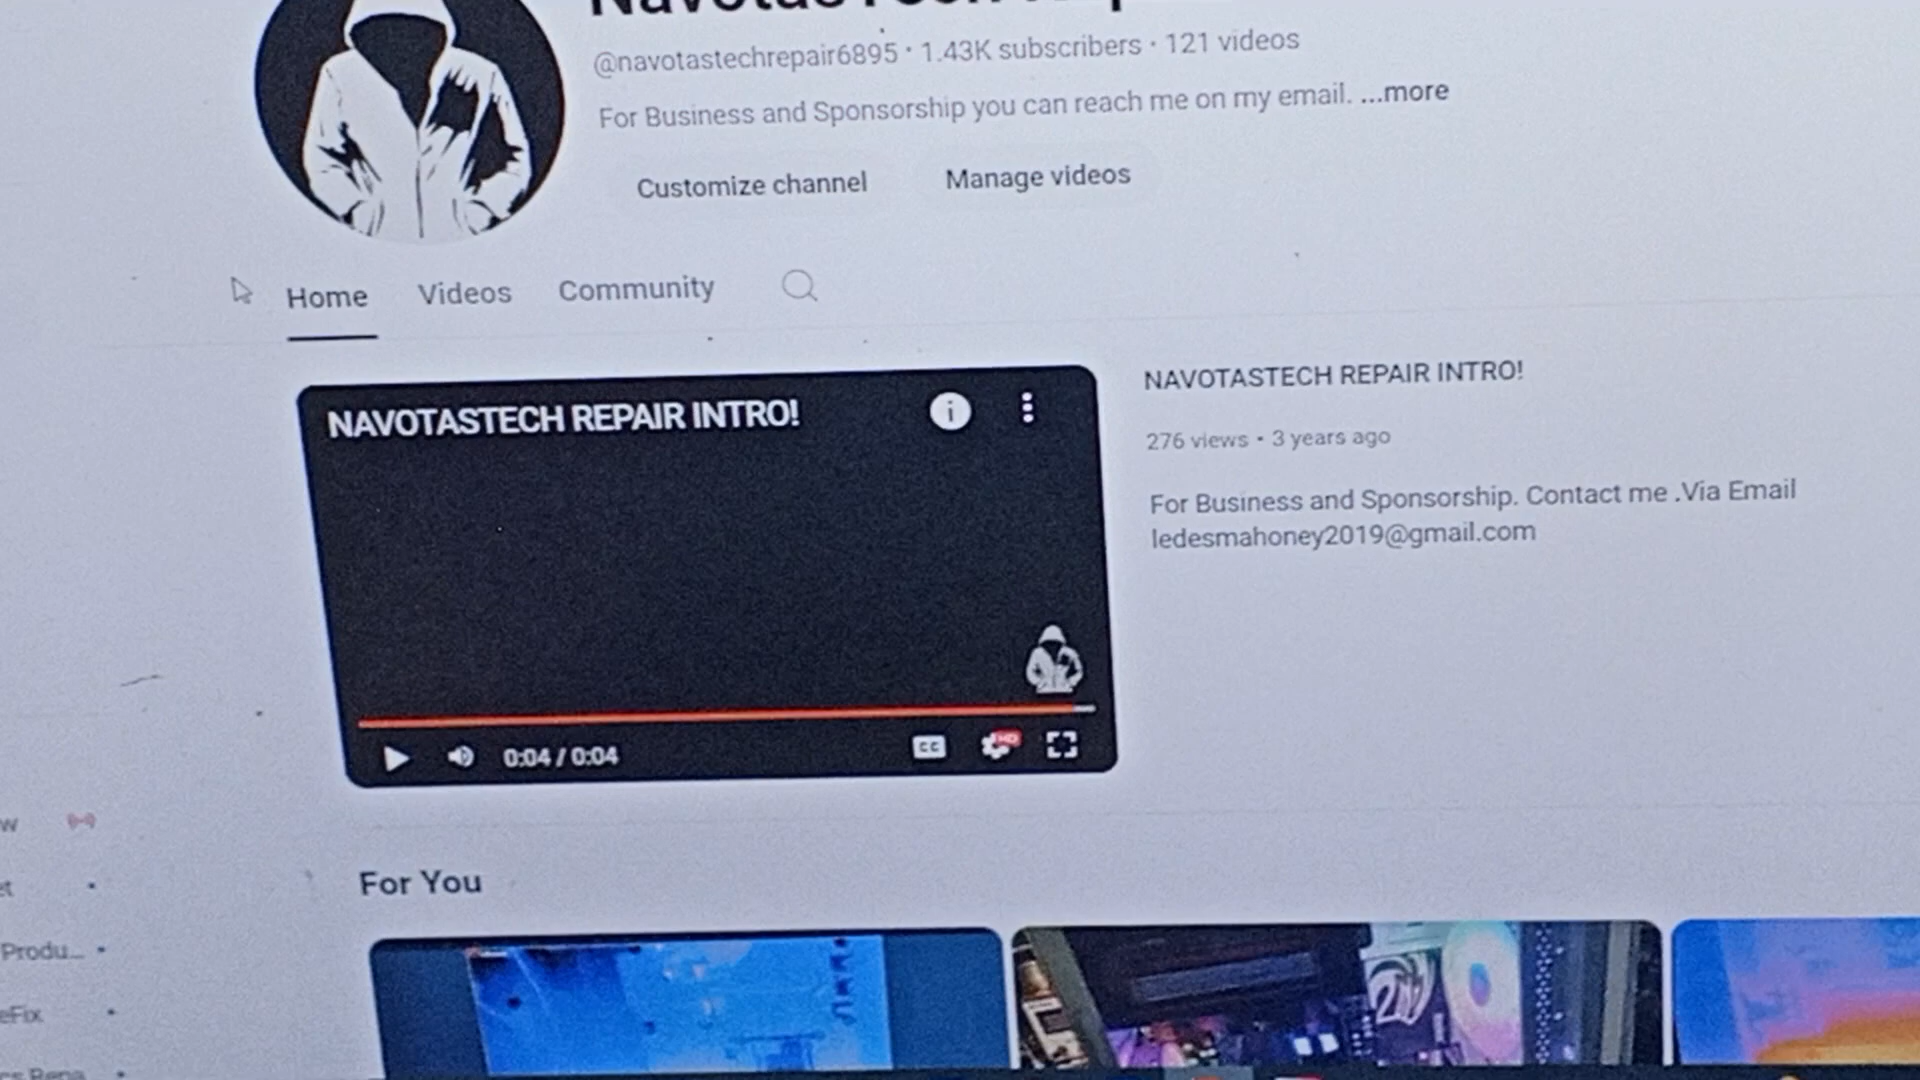 @navotastechrepair6895 · 1.43K subscribers · 121 videos
For Business and Sponsorship you can reach me on my email. ...more
Customize channel Manage videos
Home Videos Community
NAVOTASTECH REPAIR INTRO!
NAVOTASTECH REPAIR INTRO!
276 views • 3 years ago
For Business and Sponsorship. Contact me .Via Email
ledesmahoney2019@gmail.com
CC HD
0:04 / 0:04
For You
Produ...